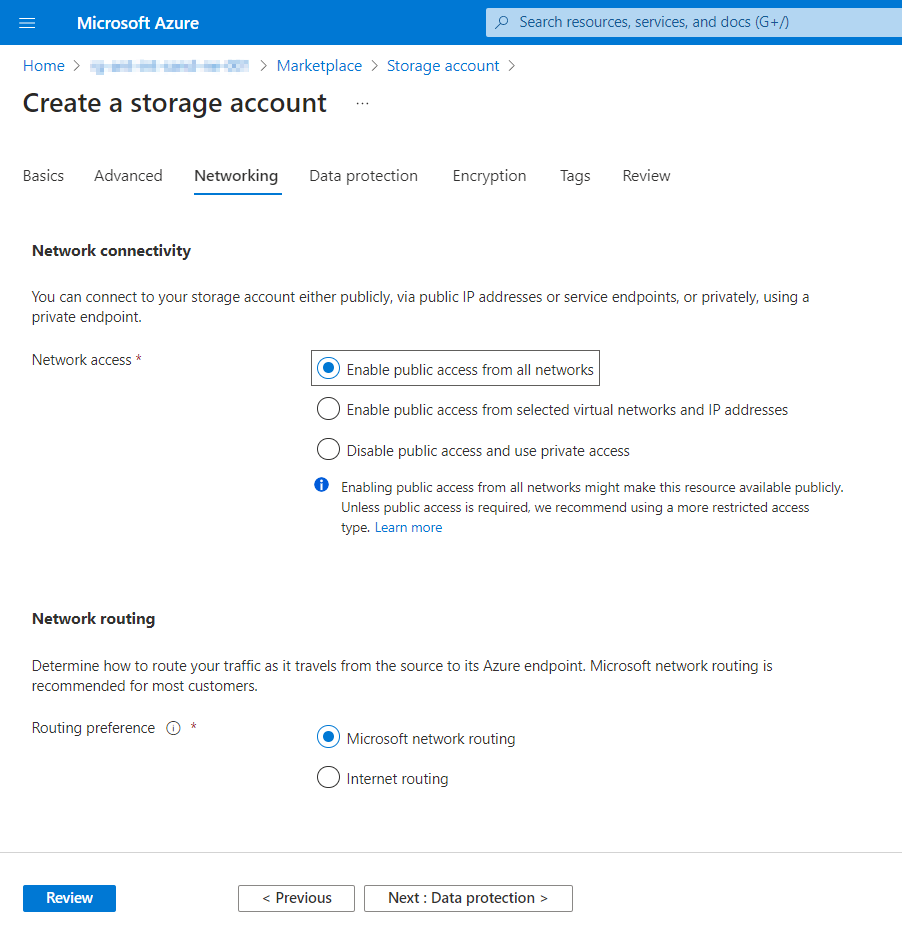 Microsoft Azure
Search resources, services, and docs (G+/)
Home > > Marketplace > Storage account >
Create a storage account ...
Basics Advanced Networking Data protection Encryption Tags Review
Network connectivity
You can connect to your storage account either publicly, via public IP addresses or service endpoints, or privately, using a
private endpoint.
Network access *
Enable public access from all networks
Enable public access from selected virtual networks and IP addresses
Disable public access and use private access
Enabling public access from all networks might make this resource available publicly.
Unless public access is required, we recommend using a more restricted access
type. Learn more
Network routing
Determine how to route your traffic as it travels from the source to its Azure endpoint. Microsoft network routing is
recommended for most customers.
Routing preference *
Microsoft network routing
Internet routing
Review < Previous Next : Data protection >